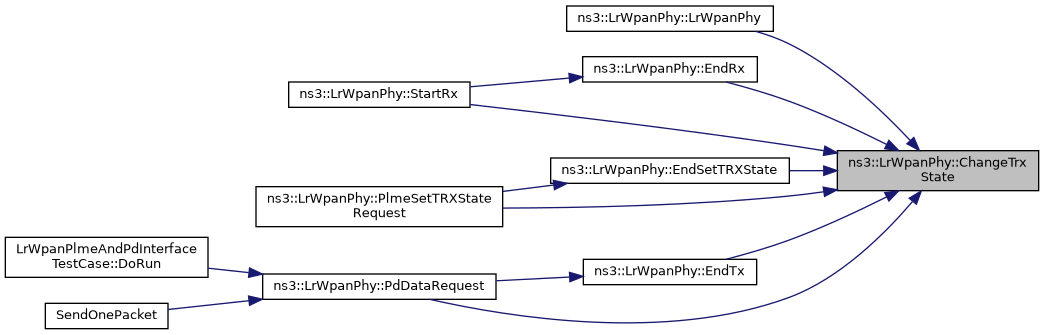 ns3::LrWpanPhy::LrWpanPhy
ns3::LrWpanPhy::EndRx
ns3::LrWpanPhy::StartRx
ns3::LrWpanPhy::ChangeTrx
State
ns3::LrWpanPhy::EndSetTRXState
ns3::LrWpanPhy::PlmeSetTRXState
Request
LrWpanPlmeAndPdInterface
TestCase::DoRun
ns3::LrWpanPhy::EndTx
ns3::LrWpanPhy::PdDataRequest
SendOnePacket